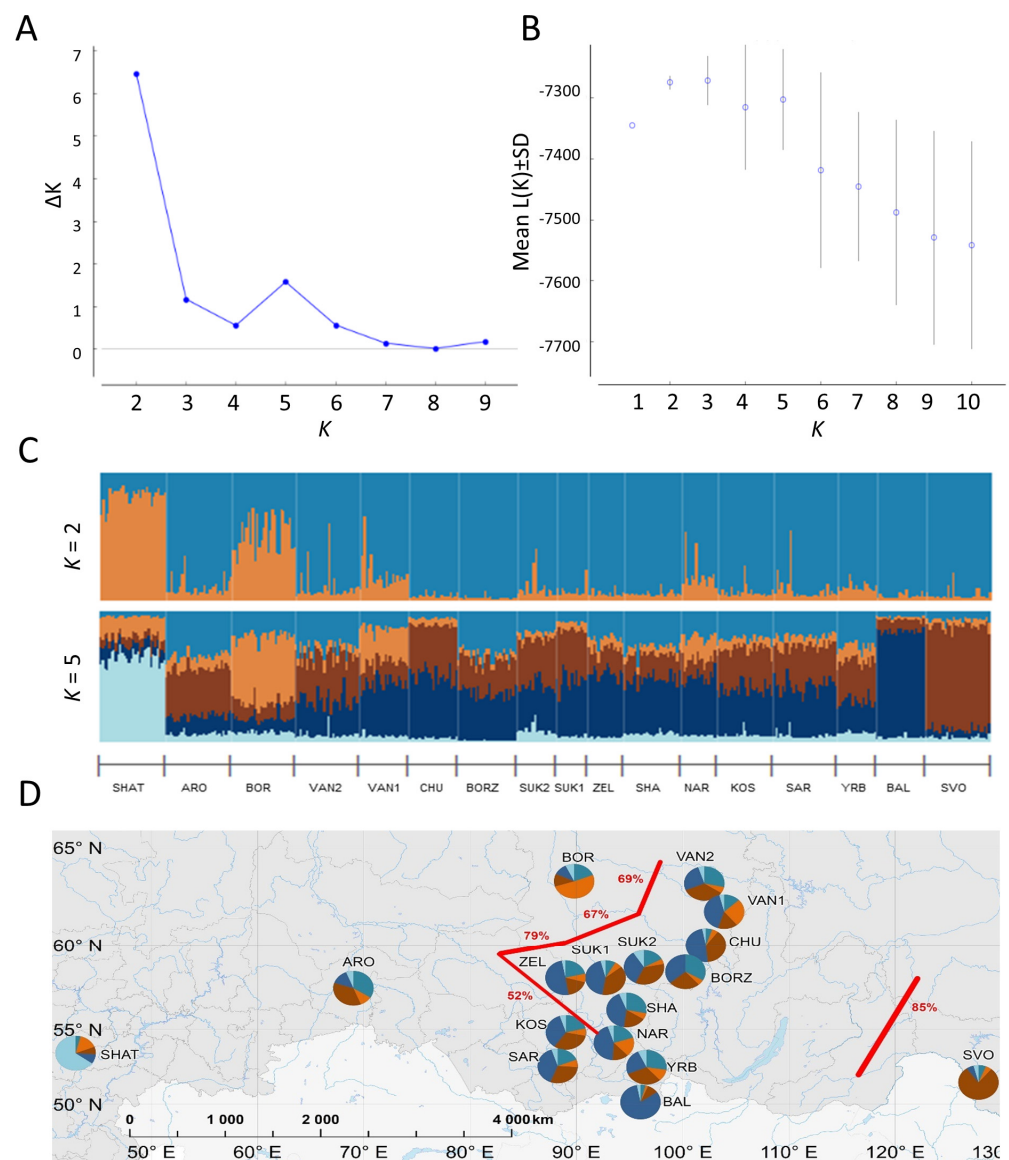 A
B
7
6
5
4
3
2
1
0
ΔK
2 3 4 5 6 7 8 9
K
-7300
-7400
-7500
-7600
-7700
Mean L(K)±SD
1 2 3 4 5 6 7 8 9 10
K
C
K = 2
K = 5
SHAT ARO BOR VAN2 VAN1 CHU BORZ SUK2 SUK1 ZEL SHA NAR KOS SAR YRB BAL SVO
D
65° N
BOR
VAN2
69%
VAN1
67%
60° N
79%
SUK1
SUK2
CHU
ARO
ZEL
BORZ
52%
SHA
85%
55° N
KOS
NAR
SHAT
SAR
YRB
SVO
50° N
BAL
0 1 000 2 000 4 000 km
50° E 60° E 70° E 80° E 90° E 100° E 110° E 120° E 130